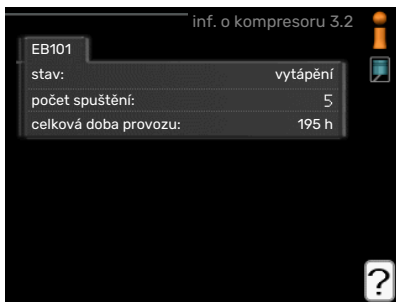 inf. o kompresoru 3.2
EB101
stav: vytápění
počet spuštění: 5
celková doba provozu: 195 h
?